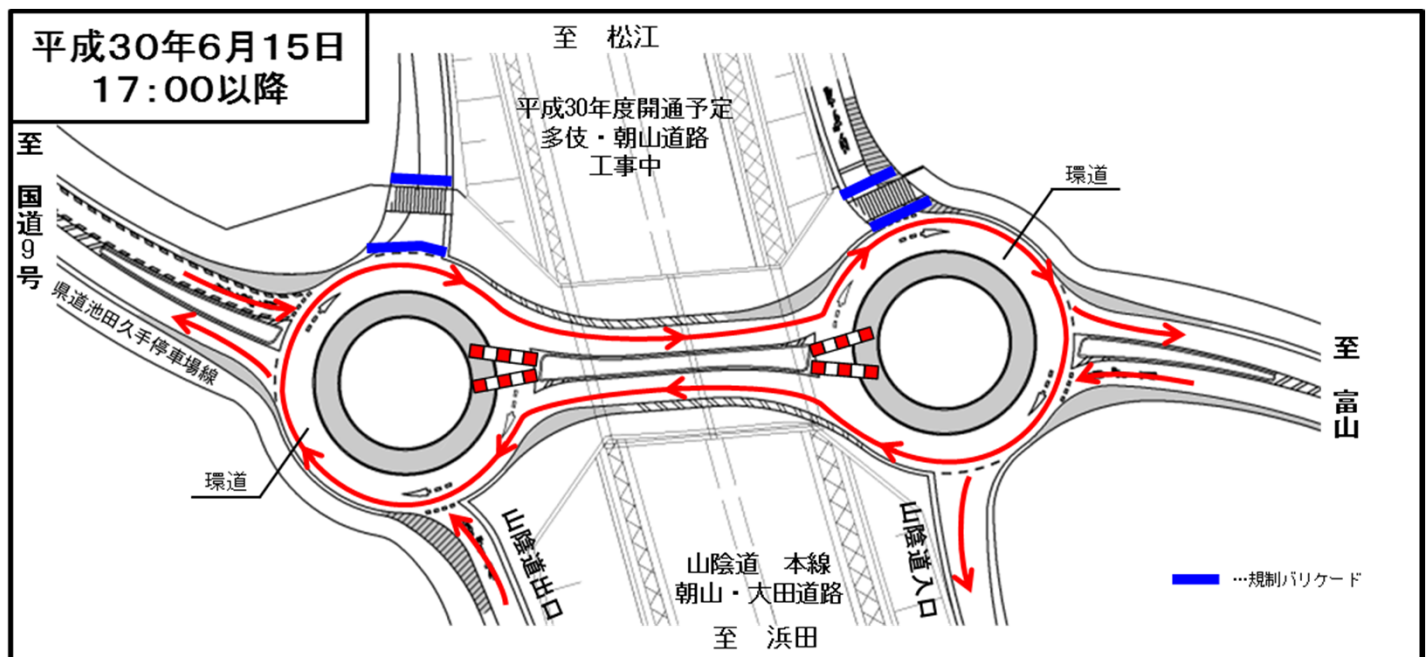 平成30年6月15日
17:00以降
至 松江
平成30年度開通予定
多伎・朝山道路
工事中
至 国道9号
県道池田久手停車場線
環道
至 富山
環道
山陰道出口
山陰道 本線
朝山・大田道路
至 浜田
山陰道入口
…規制バリケード